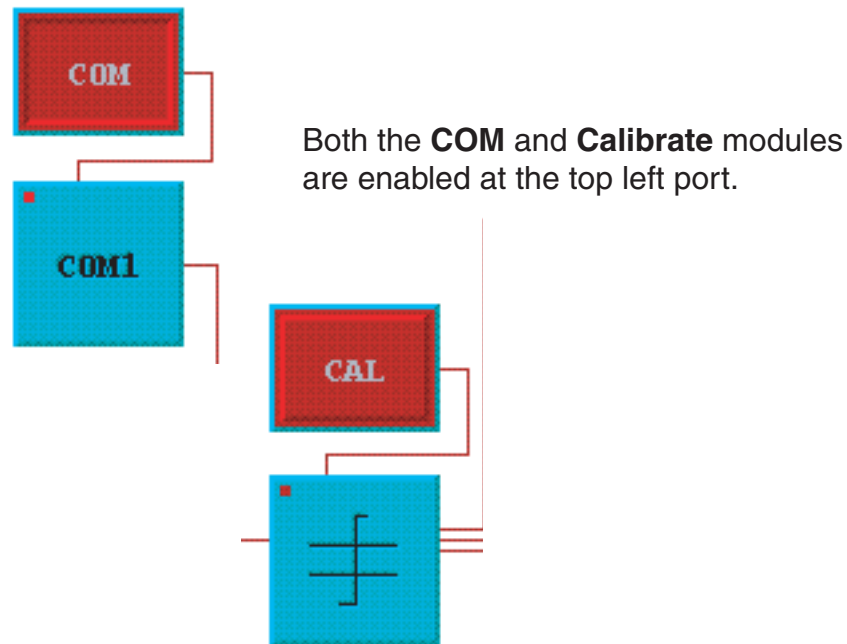 COM
Both the COM and Calibrate modules
are enabled at the top left port.
COM1
CAL